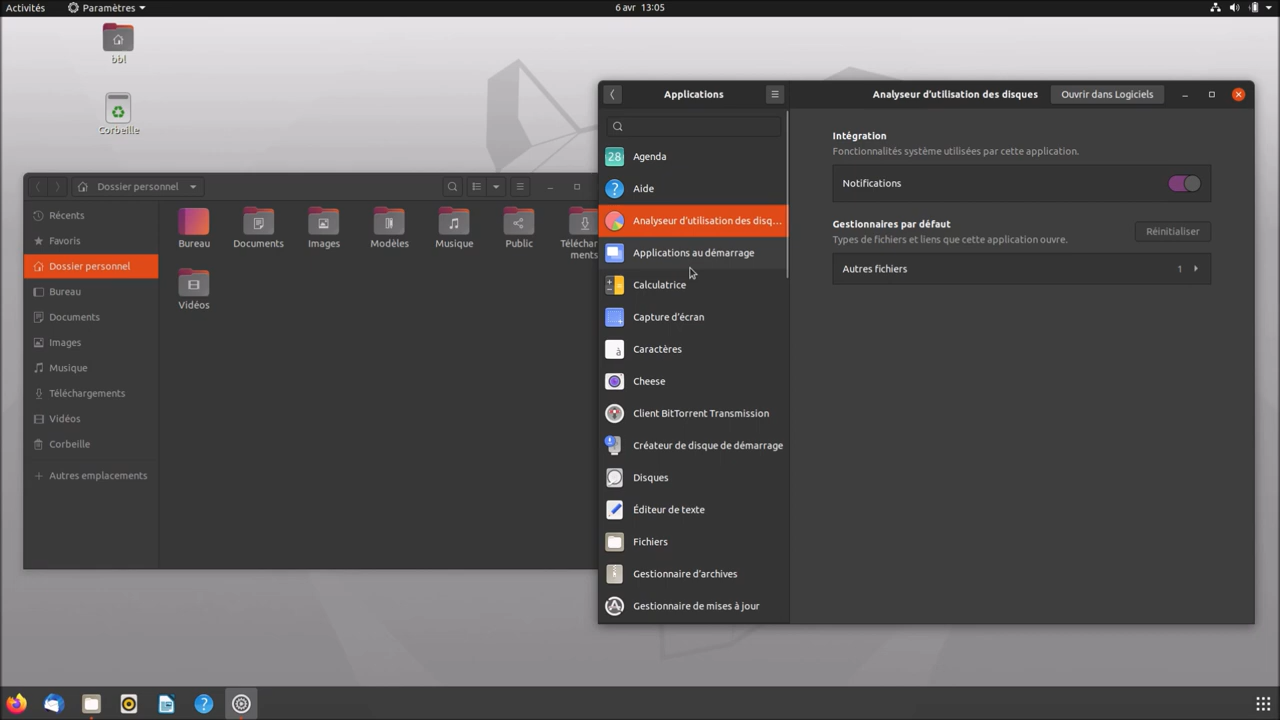 Activités
Paramètres
6 avr 13:05
bbl
Corbeille
Dossier personnel
Récents
Favoris
Dossier personnel
Bureau
Documents
Images
Musique
Téléchargements
Vidéos
Corbeille
Autres emplacements
Bureau
Documents
Images
Modèles
Musique
Public
Téléchar
ments
Vidéos
Applications
28
Agenda
Aide
Analyseur d'utilisation des disq…
Applications au démarrage
Calculatrice
Capture d'écran
Caractères
Cheese
Client BitTorrent Transmission
Créateur de disque de démarrage
Disques
Éditeur de texte
Fichiers
Gestionnaire d'archives
Gestionnaire de mises à jour
Analyseur d'utilisation des disques
Ouvrir dans Logiciels
Intégration
Fonctionnalités système utilisées par cette application.
Notifications
Gestionnaires par défaut
Types de fichiers et liens que cette application ouvre.
Réinitialiser
Autres fichiers
1